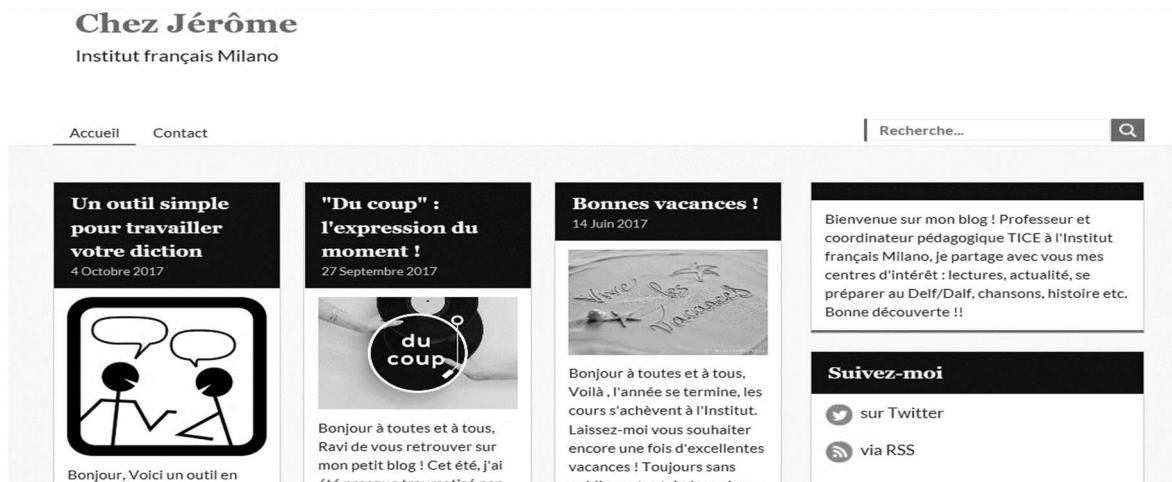 Chez Jérôme
Institut français Milano
Accueil
Contact
Recherche...
Un outil simple
pour travailler
votre diction
4 Octobre 2017
Bonjour, Voici un outil en
"Du coup" :
l'expression du
moment !
27 Septembre 2017
du
coup
Bonjour à toutes et à tous,
Ravi de vous retrouver sur
mon petit blog ! Cet été, j'ai
Bonnes vacances !
14 Juin 2017
Vive les
Vacances
Bonjour à toutes et à tous,
Voilà , l'année se termine, les
cours s'achèvent à l'Institut.
Laissez-moi vous souhaiter
encore une fois d'excellentes
vacances ! Toujours sans
Bienvenue sur mon blog ! Professeur et
coordinateur pédagogique TICE à l'Institut
français Milano, je partage avec vous mes
centres d'intérêt : lectures, actualité, se
préparer au Delf/Dalf, chansons, histoire etc.
Bonne découverte !!
Suivez-moi
sur Twitter
via RSS